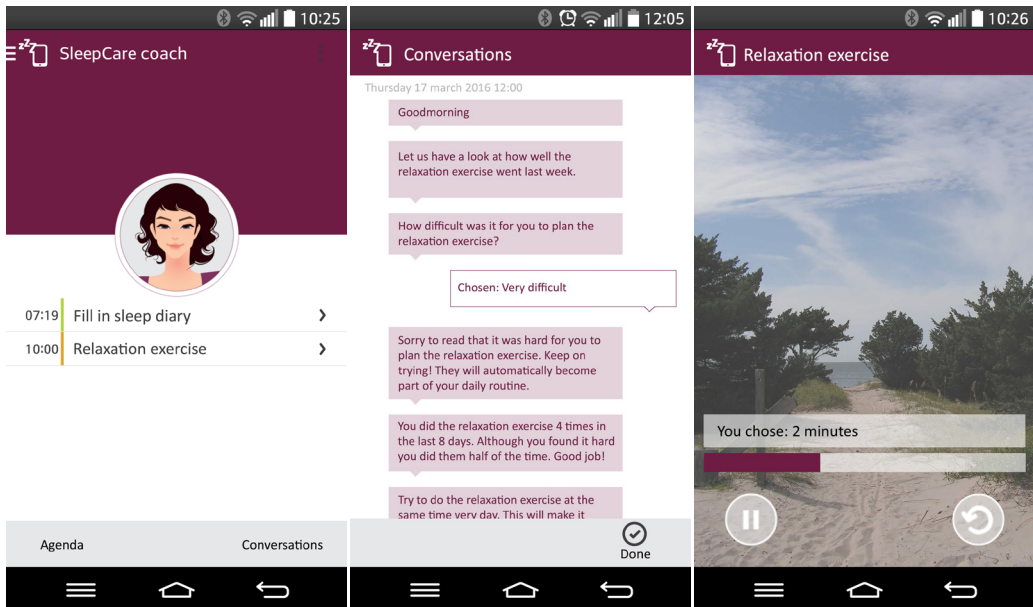 10:25
zzZ
SleepCare coach
07:19 Fill in sleep diary
10:00 Relaxation exercise
Agenda Conversations
12:05
zzZ
Conversations
Thursday 17 march 2016 12:00
Goodmorning
Let us have a look at how well the
relaxation exercise went last week.
How difficult was it for you to plan the
relaxation exercise?
Chosen: Very difficult
Sorry to read that it was hard for you to
plan the relaxation exercise. Keep on
trying! They will automatically become
part of your daily routine.
You did the relaxation exercise 4 times in
the last 8 days. Although you found it hard
you did them half of the time. Good job!
Try to do the relaxation exercise at the
same time very day. This will make it
Done
10:26
zzZ
Relaxation exercise
You chose: 2 minutes